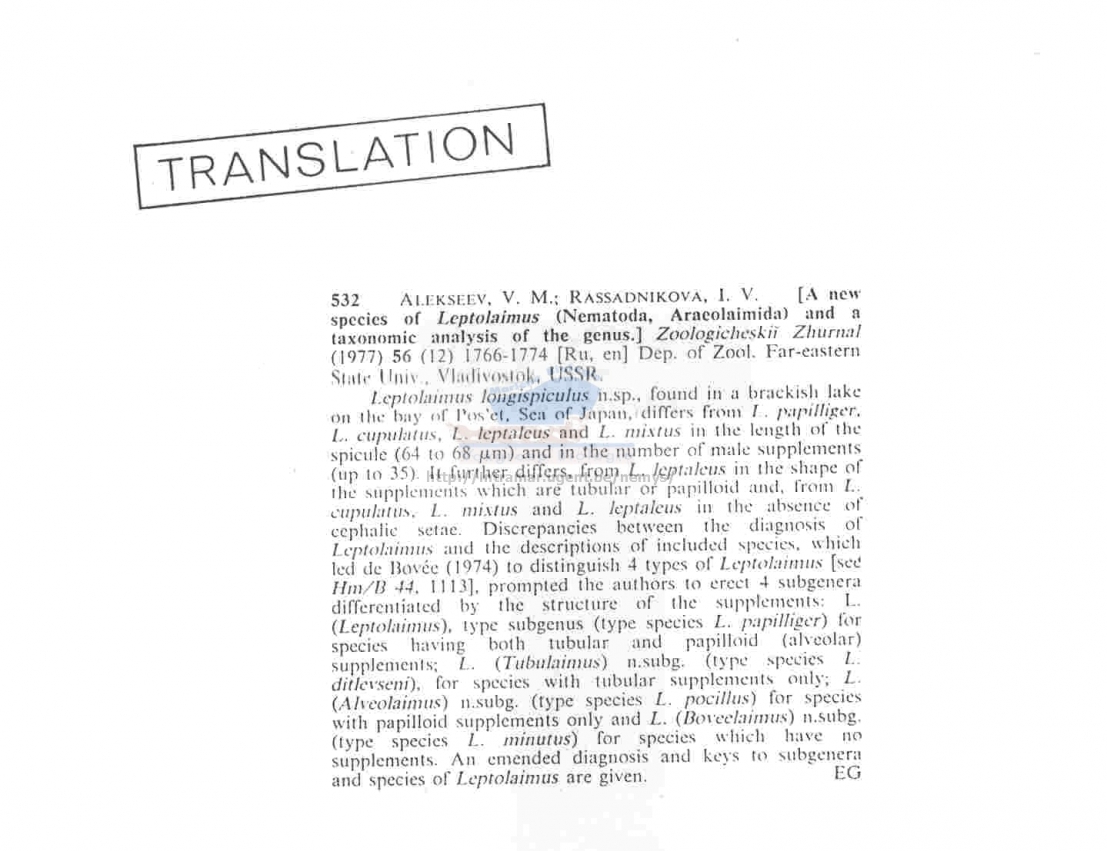 TRANSLATION
532 ALEKSEEV, V. M.; RASSADNIKOVA, I. V. [A new
species of Leptolaimus (Nematoda, Araeolaimida) and a
taxonomic analysis of the genus.] Zoologicheskiĭ Zhurnal
(1977) 56 (12) 1766-1774 [Ru, en] Dep. of Zool. Far-eastern
State Univ., Vladivostok, USSR.
Leptolaimus longispiculus n.sp., found in a brackish lake
on the bay of Pos'et, Sea of Japan, differs from L. papilliger,
L. cupulatus, L. leptaleus and L. mixtus in the length of the
spicule (64 to 68 μm) and in the number of male supplements
(up to 35). It further differs, from L. leptaleus in the shape of
the supplements which are tubular or papilloid and, from L.
cupulatus, L. mixtus and L. leptaleus in the absence of
cephalic setae. Discrepancies between the diagnosis of
Leptolaimus and the descriptions of included species, which
led de Bovée (1974) to distinguish 4 types of Leptolaimus [see
Hm/B 44, 1113], prompted the authors to erect 4 subgenera
differentiated by the structure of the supplements: L.
(Leptolaimus), type subgenus (type species L. papilliger) for
species having both tubular and papilloid (alveolar)
supplements; L. (Tubulaimus) n.subg. (type species L.
ditlevseni), for species with tubular supplements only; L.
(Alveolaimus) n.subg. (type species L. pocillus) for species
with papilloid supplements only and L. (Boveelaimus) n.subg.
(type species L. minutus) for species which have no
supplements. An emended diagnosis and keys to subgenera
and species of Leptolaimus are given. EG